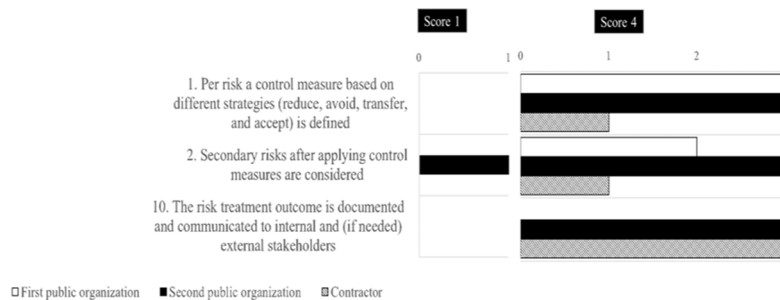 Score 1
Score 4
0
1
0
1
2
1. Per risk a control measure based on
different strategies (reduce, avoid, transfer,
and accept) is defined
2. Secondary risks after applying control
measures are considered
10. The risk treatment outcome is documented
and communicated to internal and (if needed)
external stakeholders
First public organization
Second public organization
Contractor